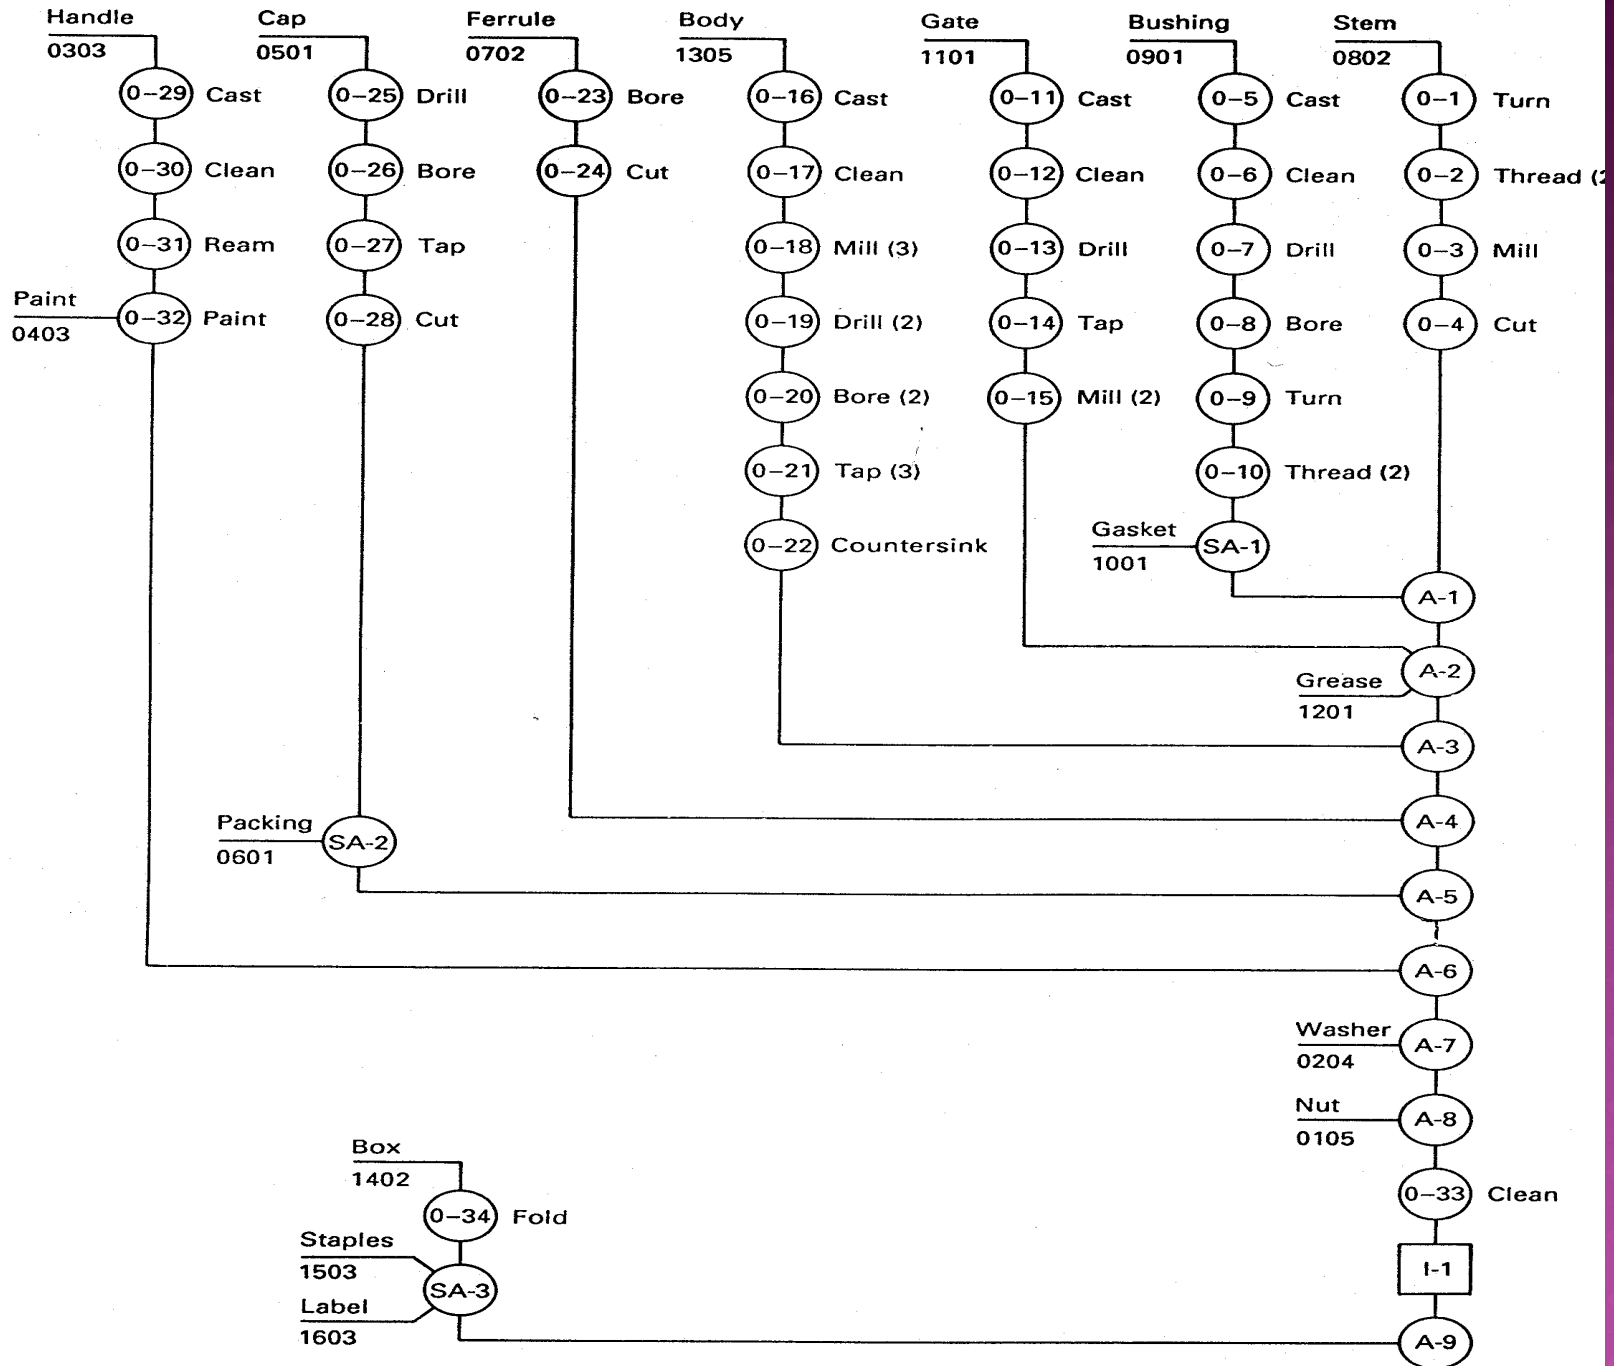 Handle
0303
Cap
0501
Ferrule
0702
Body
1305
Gate
1101
Bushing
0901
Stem
0802
0–29 Cast
0–25 Drill
0–23 Bore
0–16 Cast
0–11 Cast
0–5 Cast
0–1 Turn
0–30 Clean
0–26 Bore
0–24 Cut
0–17 Clean
0–12 Clean
0–6 Clean
0–2 Thread (2
0–31 Ream
0–27 Tap
0–18 Mill (3)
0–13 Drill
0–7 Drill
0–3 Mill
Paint
0403
0–32 Paint
0–28 Cut
0–19 Drill (2)
0–14 Tap
0–8 Bore
0–4 Cut
0–20 Bore (2)
0–15 Mill (2)
0–9 Turn
0–21 Tap (3)
0–10 Thread (2)
0–22 Countersink
Gasket
1001
SA-1
A-1
Grease
1201
A-2
A-3
Packing
0601
SA-2
A-4
A-5
A-6
Washer
0204
A-7
Nut
0105
A-8
Box
1402
0–33 Clean
0–34 Fold
Staples
1503
I-1
SA-3
Label
1603
A-9